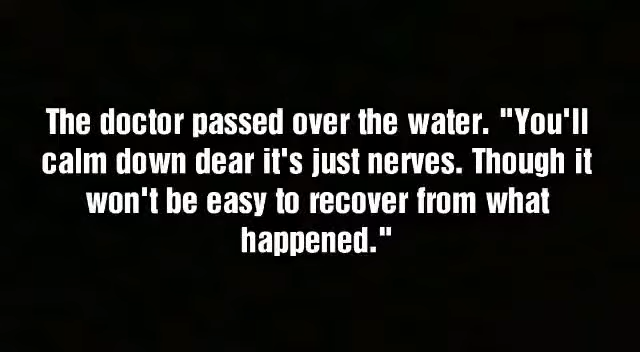 The doctor passed over the water. "You'll
calm down dear it's just nerves. Though it
won't be easy to recover from what
happened."